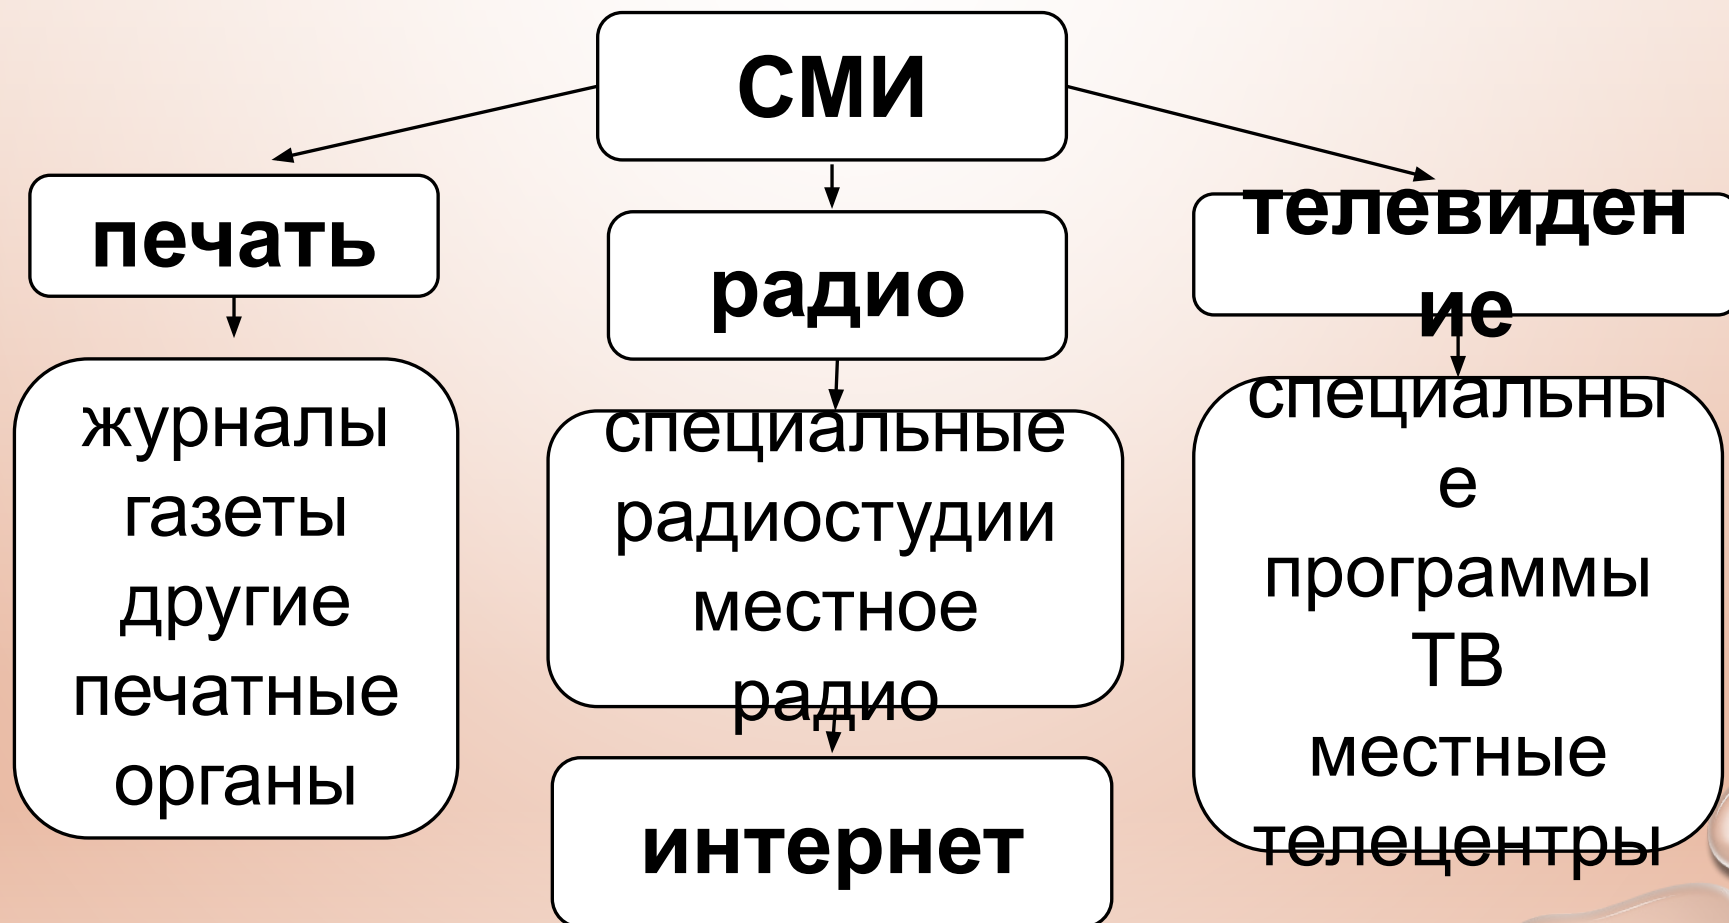 СМИ
печать
радио
телевиден
ие
журналы
газеты
другие
печатные
органы
специальные
радиостудии
местное
радио
специальны
е
программы
ТВ
местные
телецентры
интернет